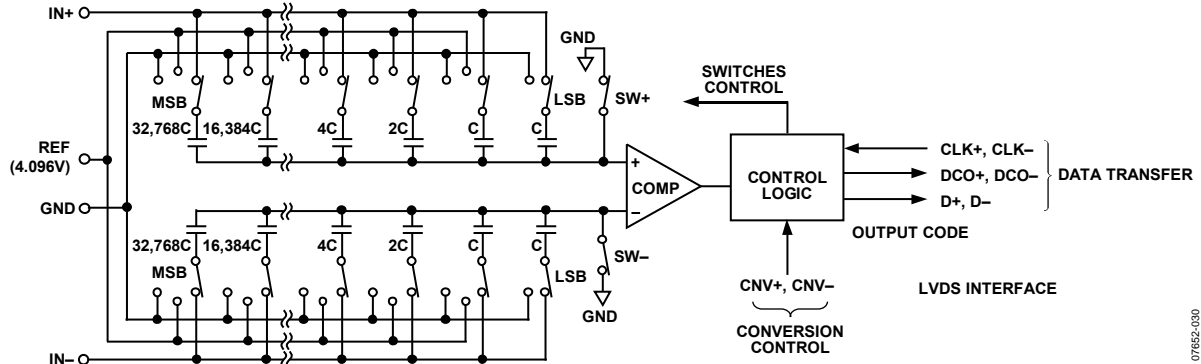 IN+
GND
SWITCHES
CONTROL
MSB
LSB
SW+
32,768C 16,384C 4C 2C C C
REF
(4.096V)
GND
COMP
+
–
CONTROL
LOGIC
CLK+, CLK–
DCO+, DCO–
D+, D–
DATA TRANSFER
OUTPUT CODE
32,768C 16,384C 4C 2C C C
MSB
LSB
SW–
GND
CNV+, CNV–
CONVERSION
CONTROL
LVDS INTERFACE
IN–
07652-030